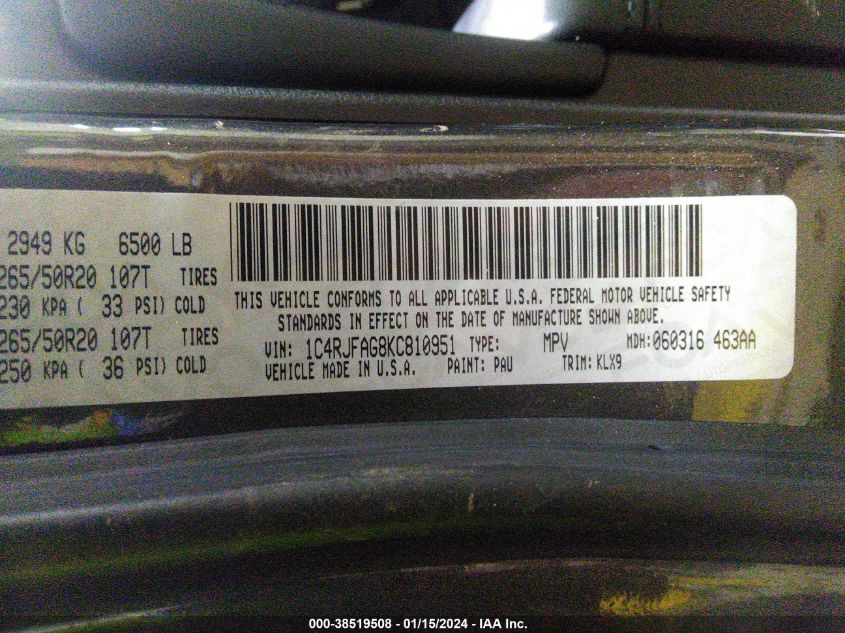 2949 KG 6500 LB
265/50R20 107T TIRES
230 KPA ( 33 PSI) COLD
265/50R20 107T TIRES
250 KPA ( 36 PSI) COLD
THIS VEHICLE CONFORMS TO ALL APPLICABLE U.S.A. FEDERAL MOTOR VEHICLE SAFETY
STANDARDS IN EFFECT ON THE DATE OF MANUFACTURE SHOWN ABOVE.
VIN: 1C4RJFAG8KC810951 TYPE: MPV MDH:060316 463AA
VEHICLE MADE IN U.S.A. PAINT: PAU TRIM: KLX9
000-38519508 - 01/15/2024 - IAA Inc.